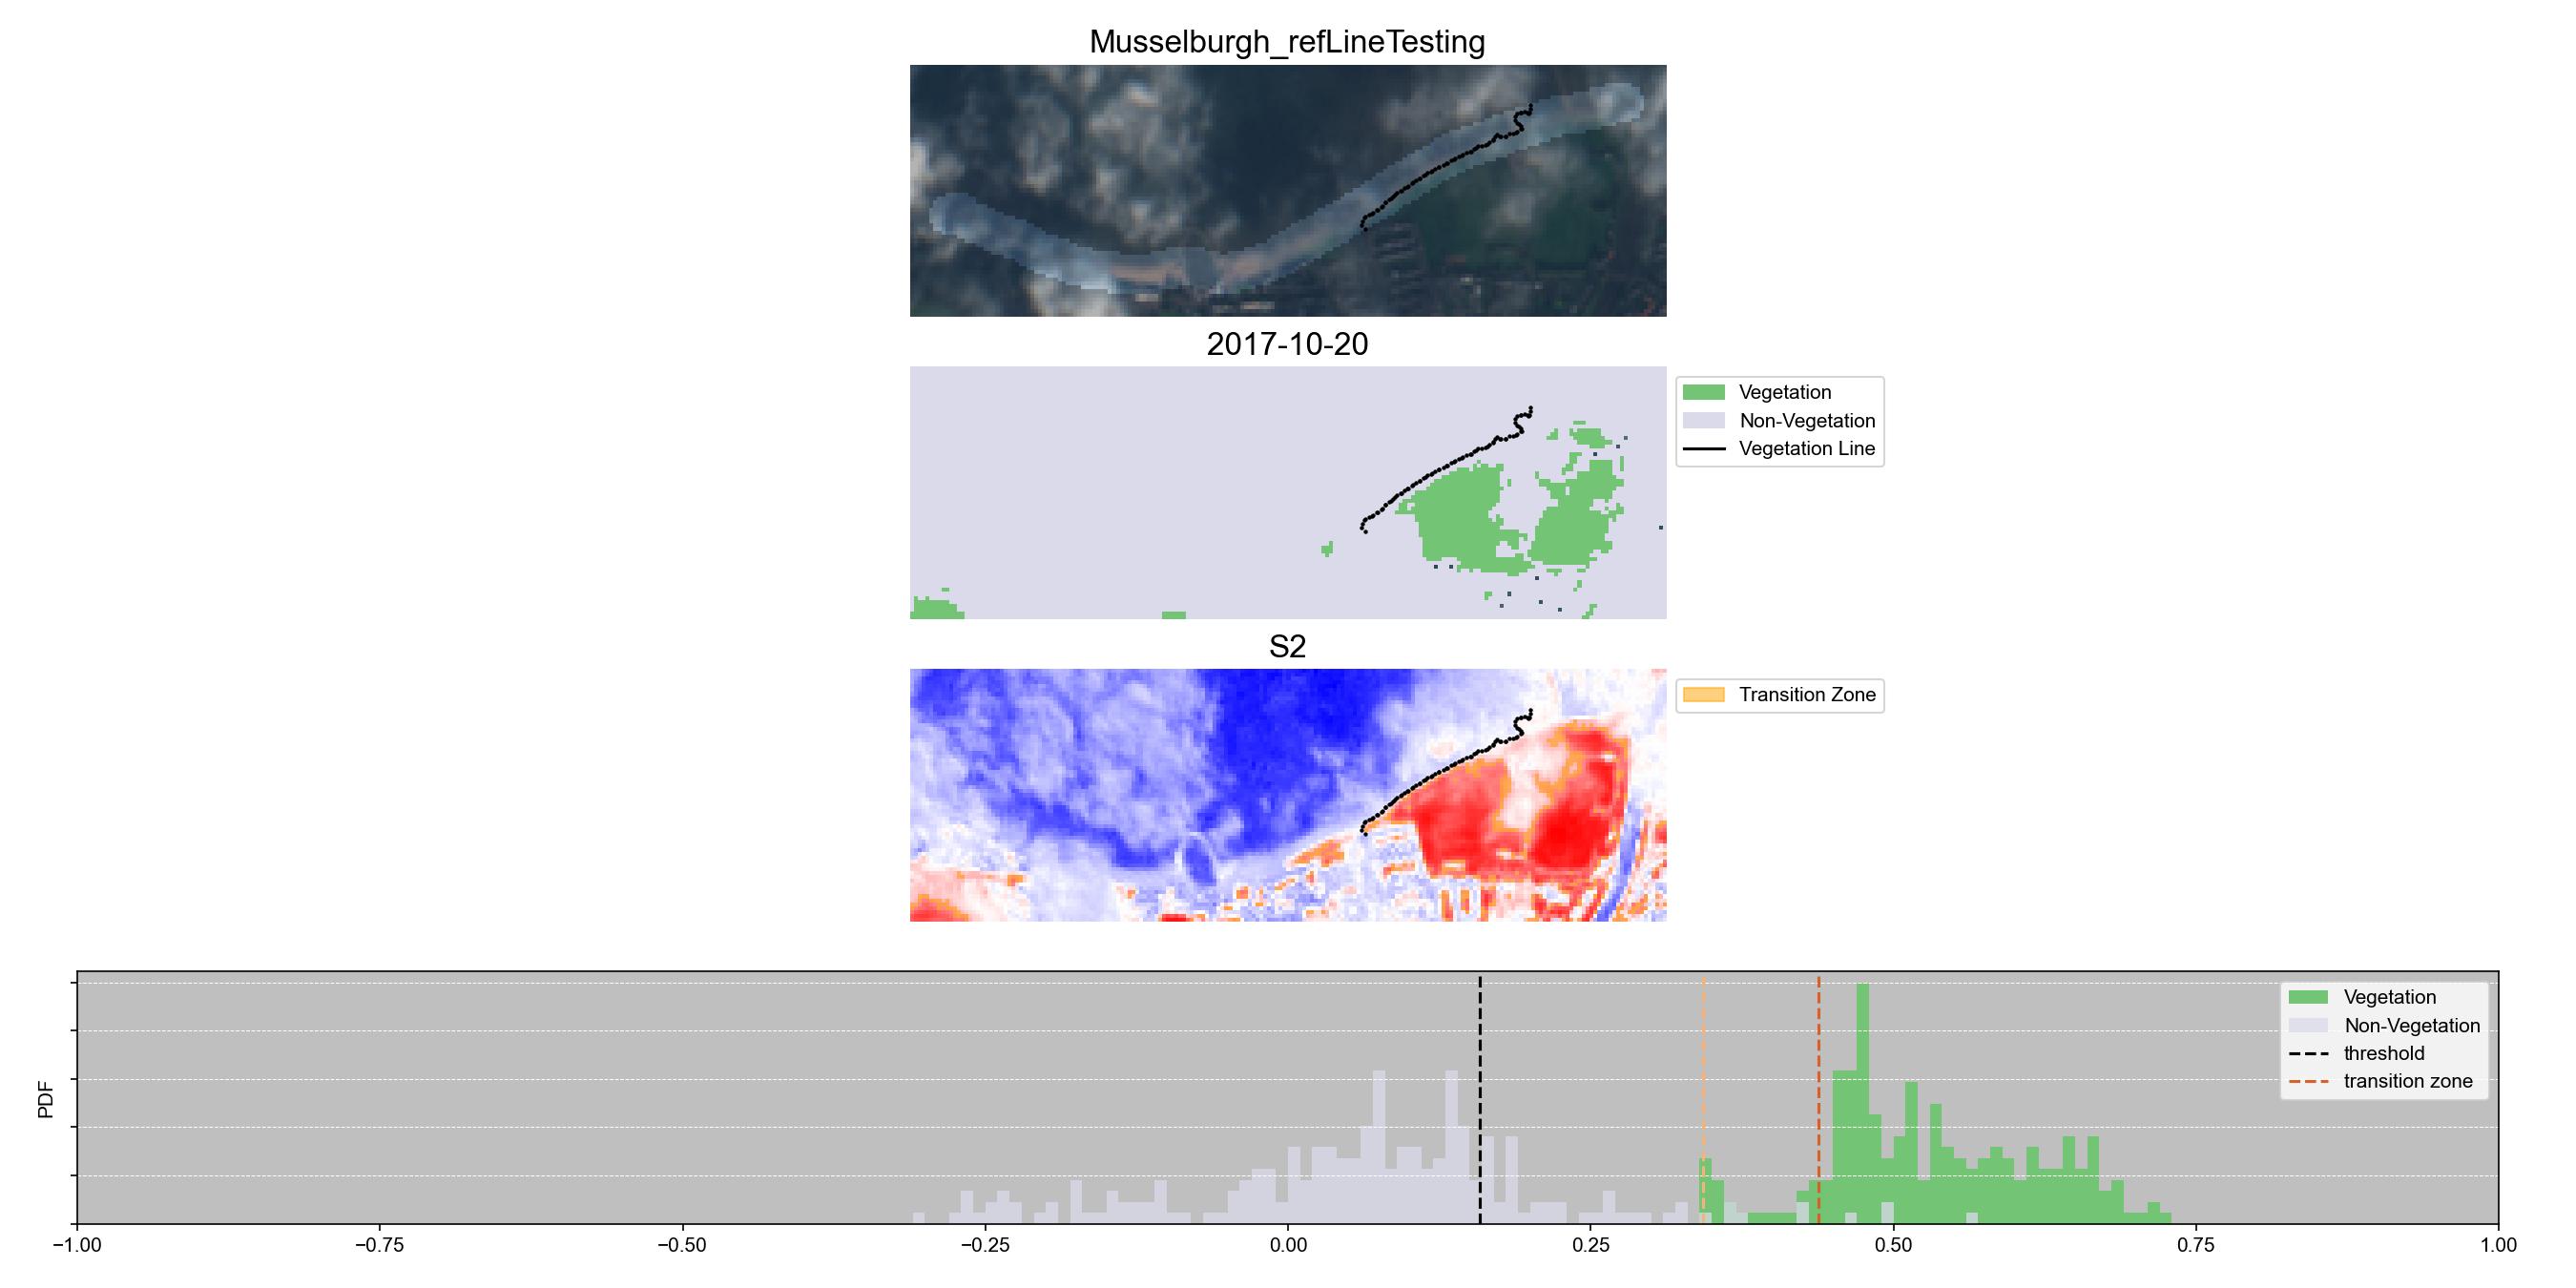 Musselburgh_refLineTesting
2017-10-20
Vegetation
Non-Vegetation
Vegetation Line
S2
Transition Zone
PDF
Vegetation
Non-Vegetation
threshold
transition zone
−1.00 −0.75 −0.50 −0.25 0.00 0.25 0.50 0.75 1.00